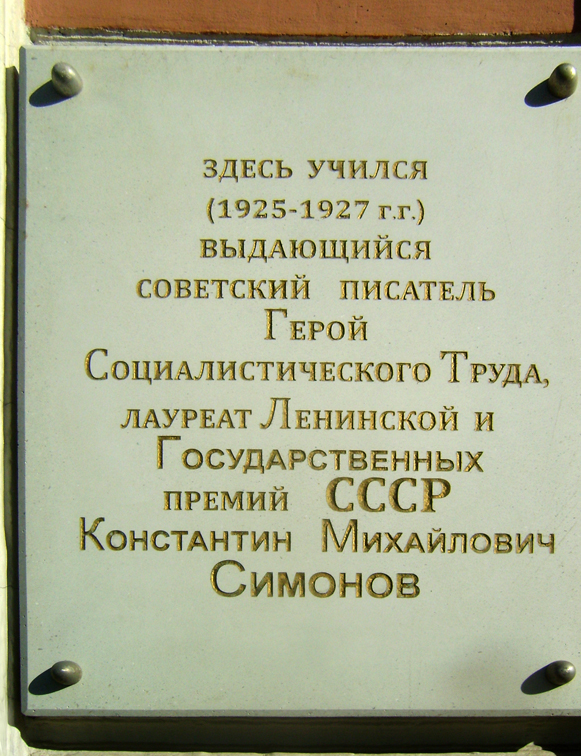 ЗДЕСЬ УЧИЛСЯ
(1925-1927 г.г.)
ВЫДАЮЩИЙСЯ
СОВЕТСКИЙ ПИСАТЕЛЬ
ГЕРОЙ
СОЦИАЛИСТИЧЕСКОГО ТРУДА,
ЛАУРЕАТ ЛЕНИНСКОЙ И
ГОСУДАРСТВЕННЫХ
ПРЕМИЙ СССР
КОНСТАНТИН МИХАЙЛОВИЧ
СИМОНОВ